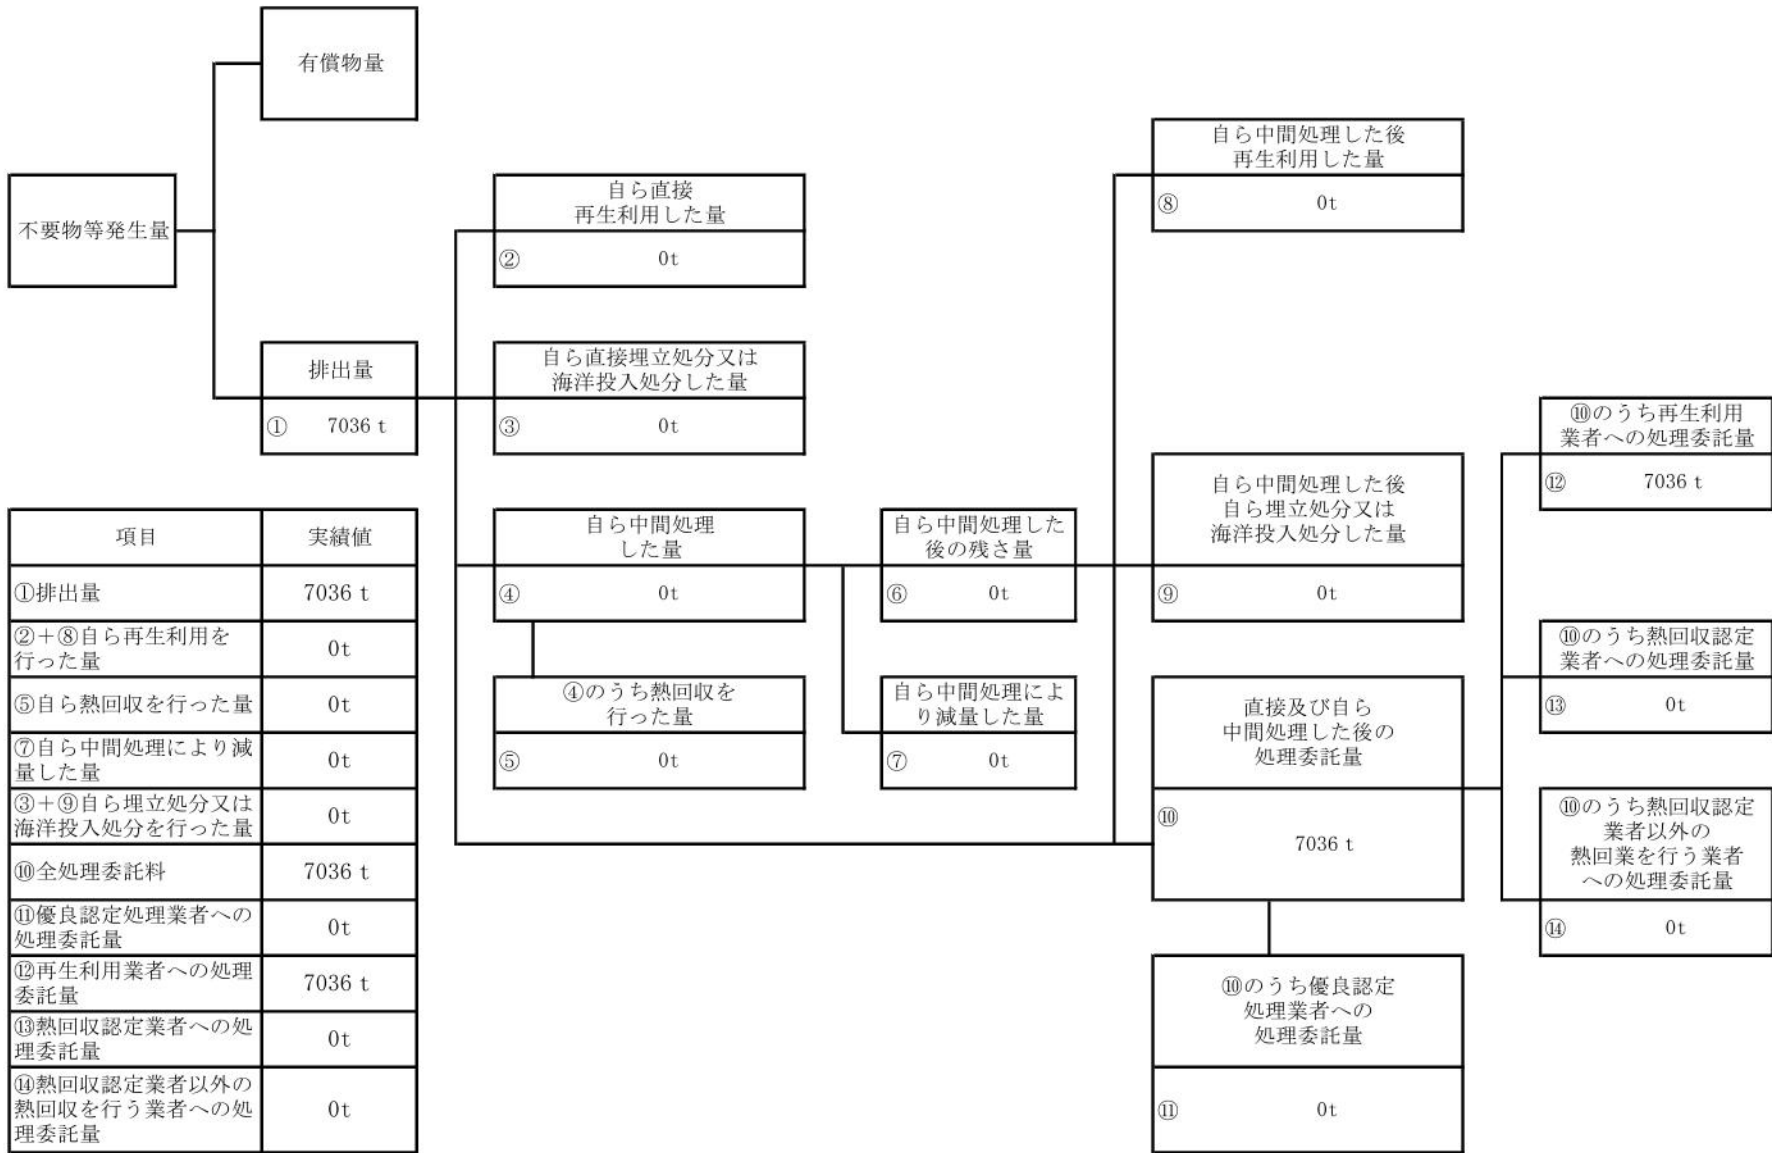 有償物量
不要物等発生量
排出量
① 7036 t
自ら直接
再生利用した量
② 0t
自ら直接埋立処分又は
海洋投入処分した量
③ 0t
自ら中間処理
した量
④ 0t
④のうち熱回収を
行った量
⑤ 0t
自ら中間処理した
後の残さ量
⑥ 0t
自ら中間処理によ
り減量した量
⑦ 0t
自ら中間処理した後
再生利用した量
⑧ 0t
自ら中間処理した後
自ら埋立処分又は
海洋投入処分した量
⑨ 0t
直接及び自ら
中間処理した後の
処理委託量
⑩
7036 t
⑩のうち優良認定
処理業者への
処理委託量
⑪ 0t
⑩のうち再生利用
業者への処理委託量
⑫ 7036 t
⑩のうち熱回収認定
業者への処理委託量
⑬ 0t
⑩のうち熱回収認定
業者以外の
熱回業を行う業者
への処理委託量
⑭ 0t
項目 実績値
①排出量 7036 t
②＋⑧自ら再生利用を
行った量 0t
⑤自ら熱回収を行った量 0t
⑦自ら中間処理により減
量した量 0t
③＋⑨自ら埋立処分又は
海洋投入処分を行った量 0t
⑩全処理委託料 7036 t
⑪優良認定処理業者への
処理委託量 0t
⑫再生利用業者への処理
委託量 7036 t
⑬熱回収認定業者への処
理委託量 0t
⑭熱回収認定業者以外の
熱回収を行う業者への処
理委託量 0t